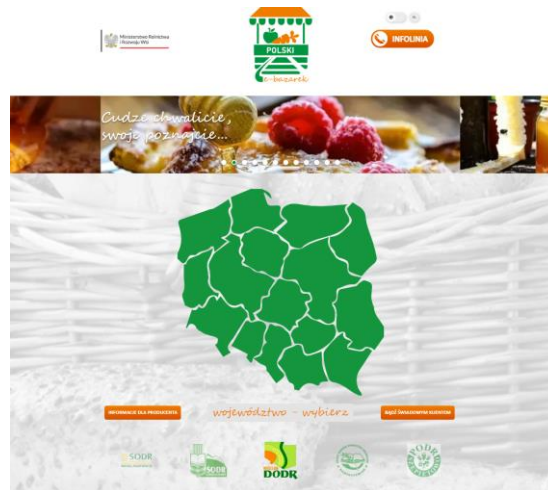 Ministerstwo Rolnictwa
i Rozwoju Wsi
POLSKI
e-bazarek
INFOLINIA
Cudze chwalicie,
swoje poznajcie...
INFORMACJE DLA PRODUCENTA
województwo - wybierz
BĄDŹ ŚWIADOMYM KLIENTEM
SODR
SODR
DODR
PODR